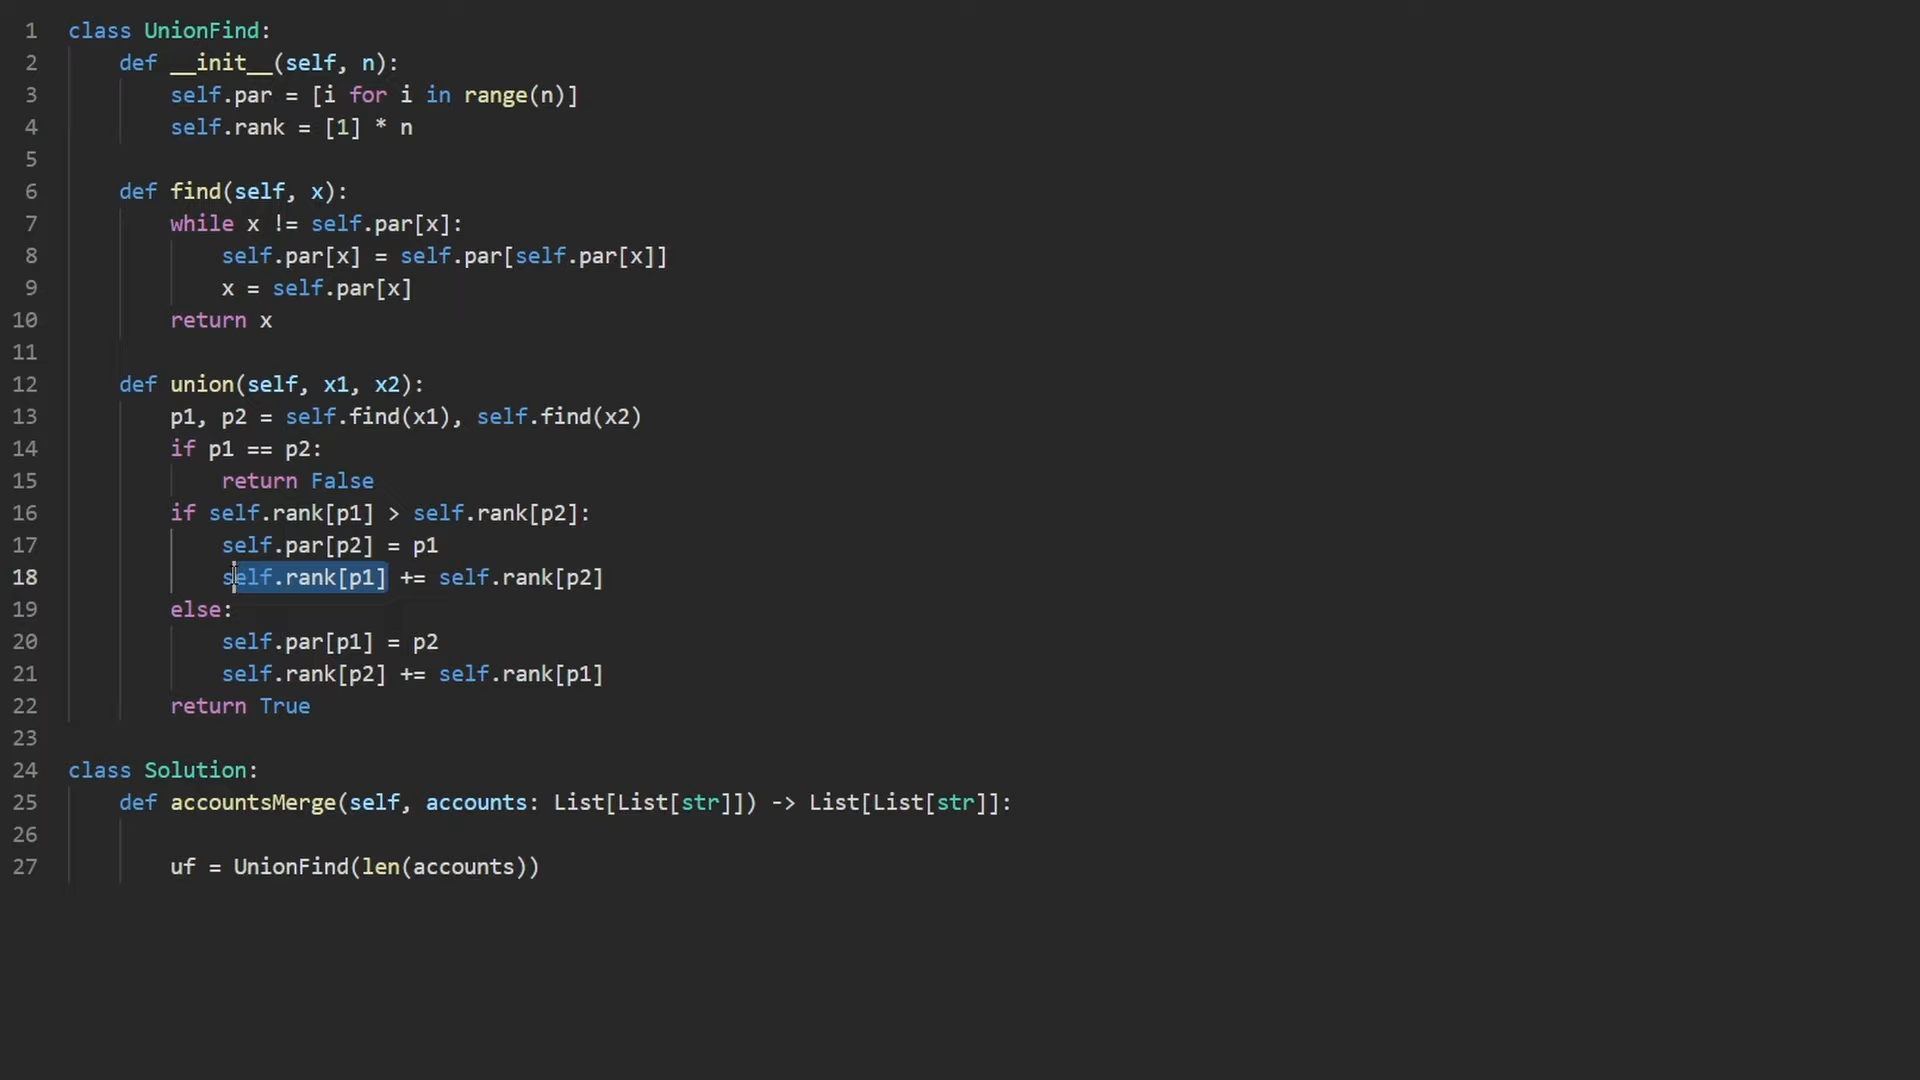 1 class UnionFind:
2     def __init__(self, n):
3         self.par = [i for i in range(n)]
4         self.rank = [1] * n
5
6     def find(self, x):
7         while x != self.par[x]:
8             self.par[x] = self.par[self.par[x]]
9             x = self.par[x]
10         return x
11
12     def union(self, x1, x2):
13         p1, p2 = self.find(x1), self.find(x2)
14         if p1 == p2:
15             return False
16         if self.rank[p1] > self.rank[p2]:
17             self.par[p2] = p1
18             self.rank[p1] += self.rank[p2]
19         else:
20             self.par[p1] = p2
21             self.rank[p2] += self.rank[p1]
22         return True
23
24 class Solution:
25     def accountsMerge(self, accounts: List[List[str]]) -> List[List[str]]:
26
27         uf = UnionFind(len(accounts))